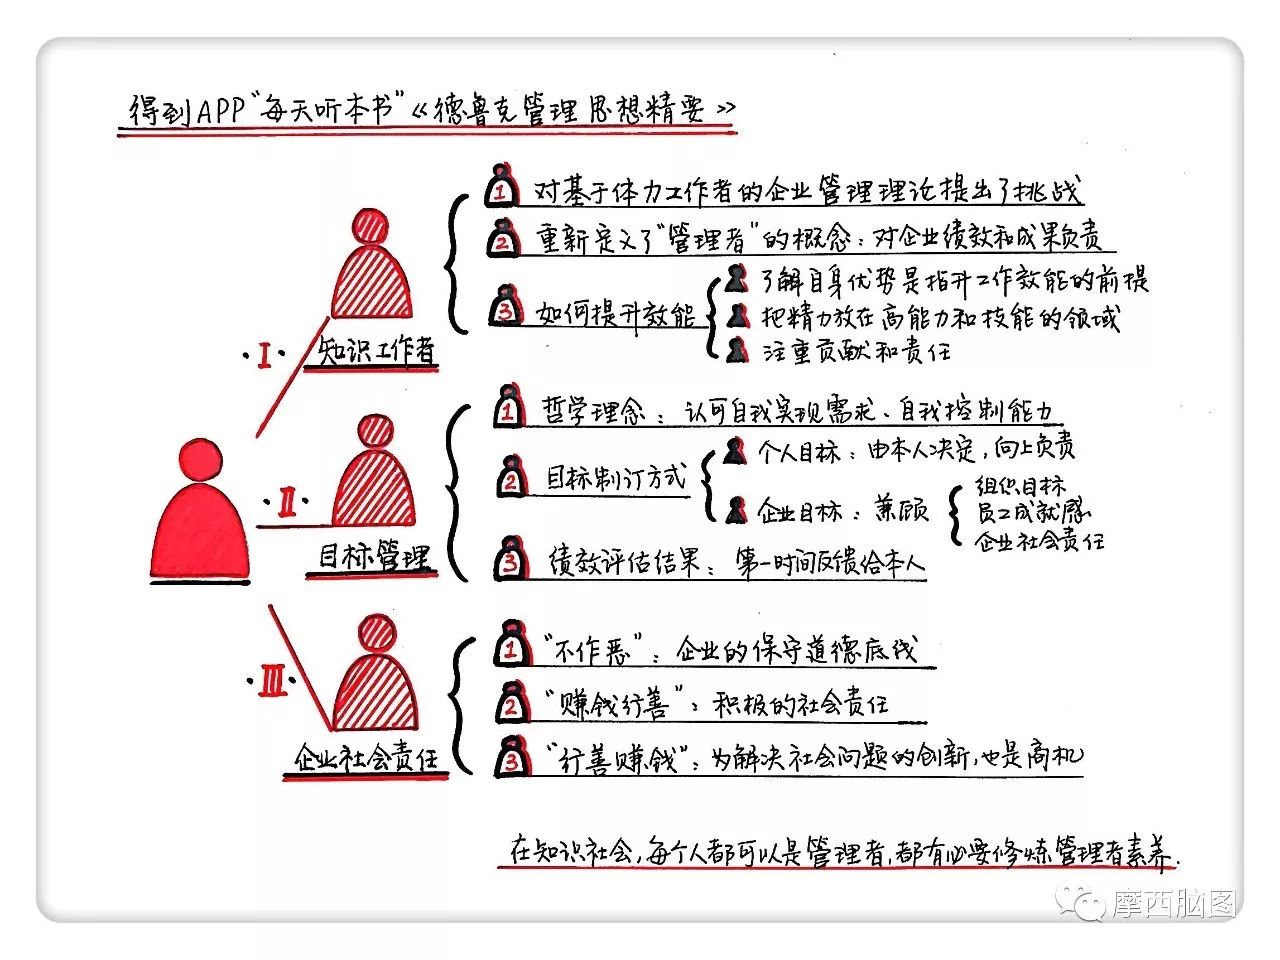 得到APP“每天听本书”《德鲁克管理思想精要》
·Ⅰ· 知识工作者
1 对基于体力工作者的企业管理理论提出了挑战
2 重新定义了“管理者”的概念：对企业绩效和成果负责
3 如何提升效能
了解自身优势是指升工作效能的前提
把精力放在高能力和技能的领域
注重贡献和责任
·Ⅱ· 目标管理
1 哲学理念：认可自我实现需求、自我控制能力
2 目标制订方式
个人目标：由本人决定，向上负责
企业目标：兼顾
组织目标
员工成就感
企业社会责任
3 绩效评估结果：第一时间反馈给本人
·Ⅲ· 企业社会责任
1 “不作恶”：企业的保守道德底线
2 “赚钱行善”：积极的社会责任
3 “行善赚钱”：为解决社会问题的创新，也是商机
在知识社会，每个人都可以是管理者，都有必要修炼管理者素养.
摩西脑图